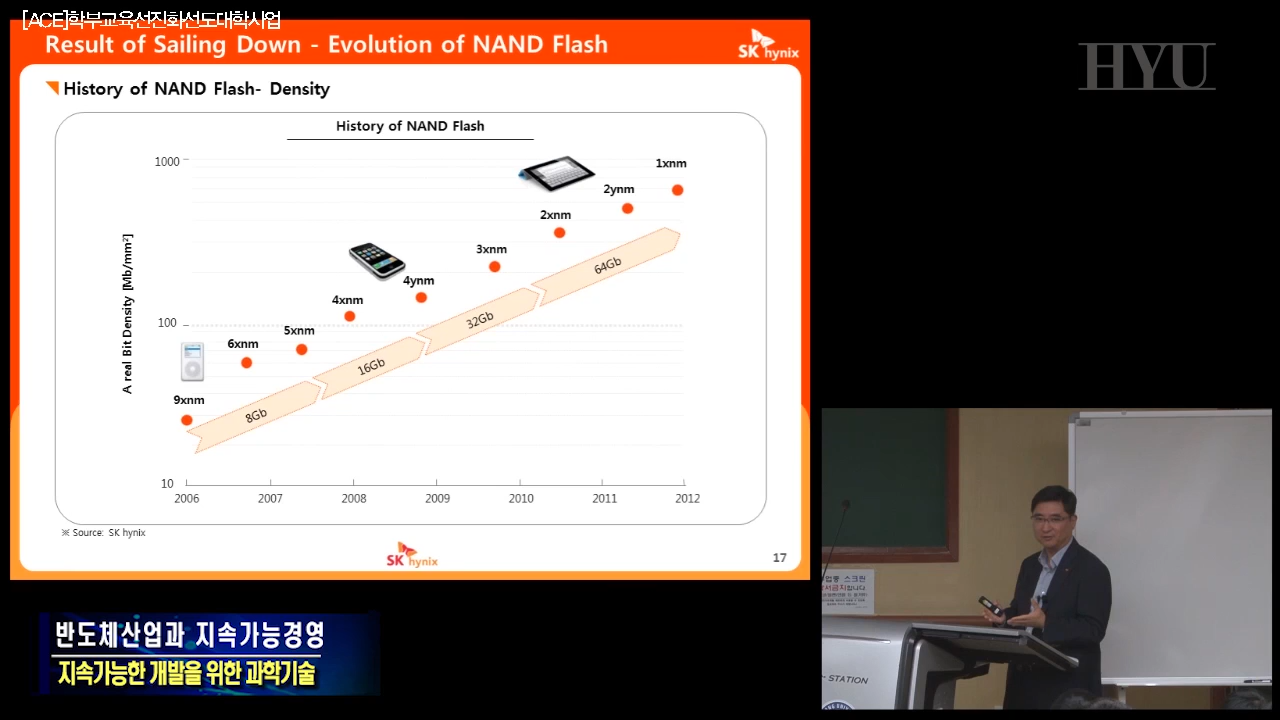 [ACE]학부교육선진화선도대학사업
Result of Sailing Down - Evolution of NAND Flash
SK hynix
HYU
History of NAND Flash- Density
History of NAND Flash
1000
100
10
A real Bit Density [Mb/mm²]
9xnm
6xnm
5xnm
4xnm
4ynm
3xnm
2xnm
2ynm
1xnm
8Gb
16Gb
32Gb
64Gb
2006 2007 2008 2009 2010 2011 2012
※ Source: SK hynix
SK hynix
17
반도체산업과 지속가능경영
지속가능한 개발을 위한 과학기술
스크린
STATION